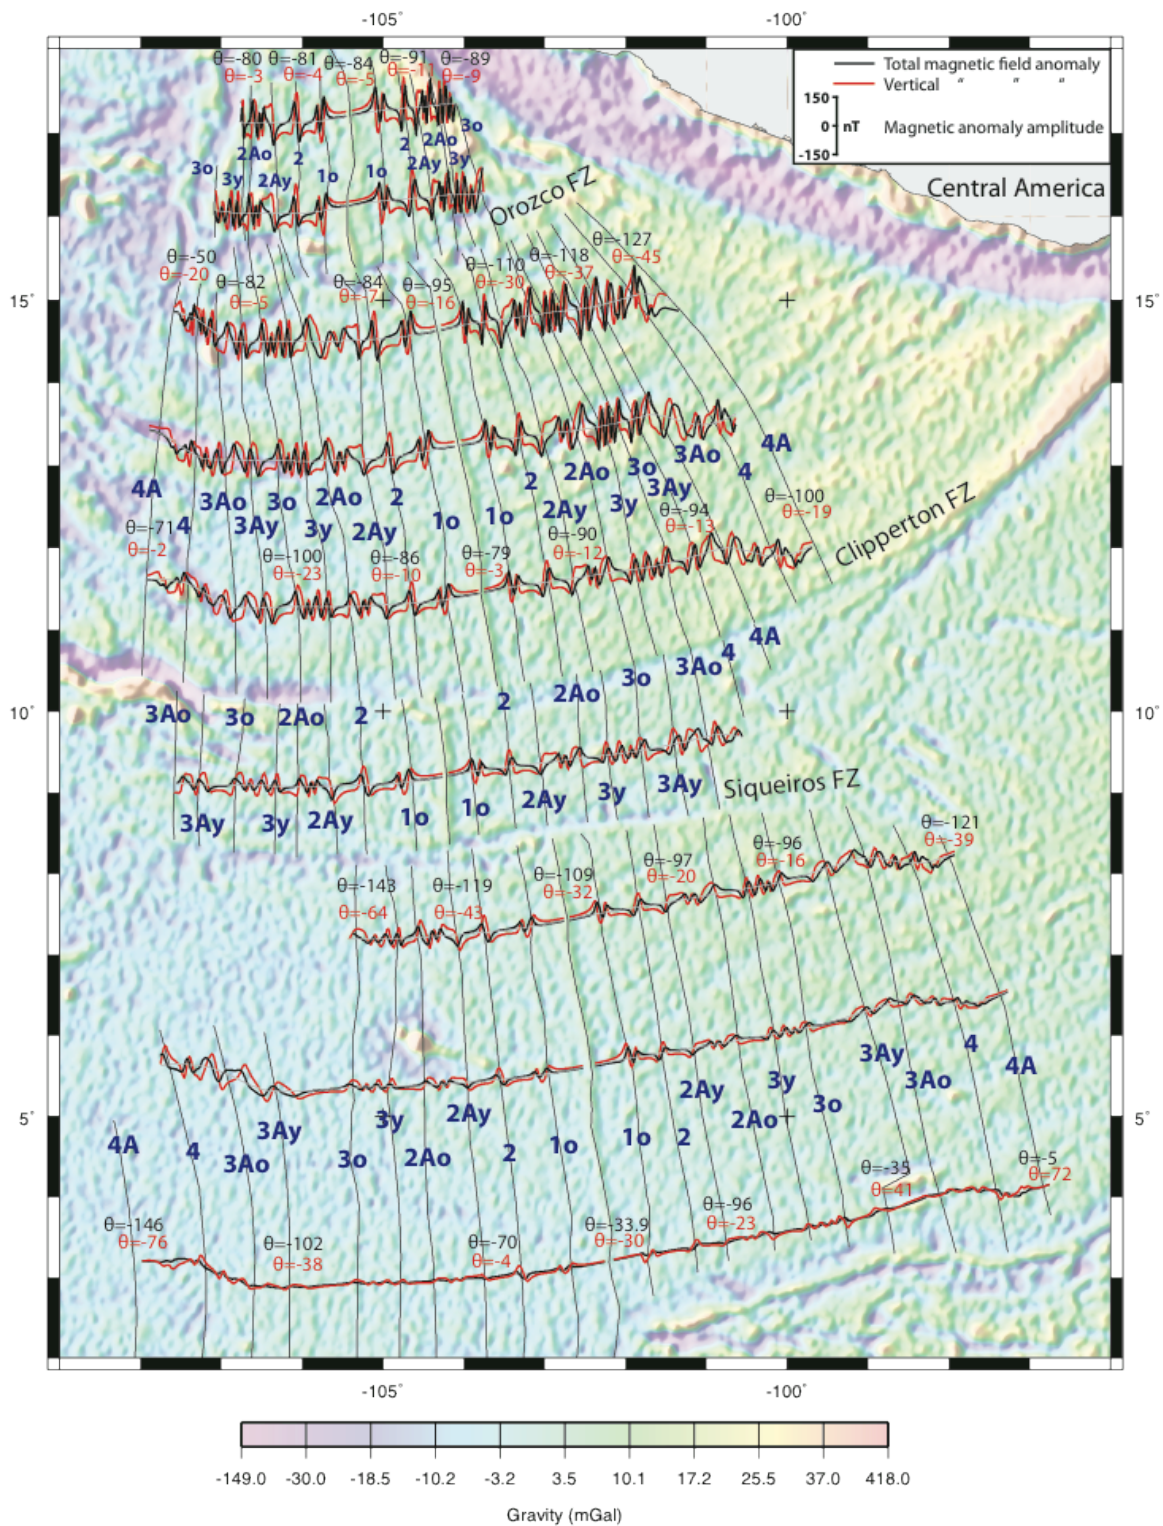 -105° -100°
θ=-80 θ=-81 θ=-84 θ=-91 θ=-89
θ=-3 θ=-4 θ=-5 θ=-11 θ=-9
Total magnetic field anomaly
Vertical " " "
150
0 nT Magnetic anomaly amplitude
-150
3o
2Ao 2 2 2Ao
3o 3y 2Ay 1o 1o 2Ay 3y
Central America
Orozco FZ
θ=-50 θ=-82 θ=-84 θ=-95 θ=-110 θ=-118 θ=-127
θ=-20 θ=-5 θ=-7 θ=-16 θ=-30 θ=-37 θ=-45
15° 15°
4A
4A 3Ao 3o 2Ao 2 2 2Ao 3o 3Ao 4
4 3Ay 3y 2Ay 1o 1o 2Ay 3y 3Ay
Clipperton FZ
θ=-71 θ=-100 θ=-86 θ=-79 θ=-90 θ=-94 θ=-100
θ=-2 θ=-23 θ=-10 θ=-3 θ=-12 θ=-13 θ=-19
2 2Ao 3o 3Ao 4 4A
10° 10°
3Ao 3o 2Ao 2
3Ay 3y 2Ay 1o 1o 2Ay 3y 3Ay
Siqueiros FZ
θ=-143 θ=-119 θ=-109 θ=-97 θ=-96 θ=-121
θ=-64 θ=-43 θ=-32 θ=-20 θ=-16 θ=-39
5° 5°
4A 4 3Ao 3Ay 3o 3y 2Ao 2Ay 2 1o 1o 2 2Ay 2Ao 3y 3o 3Ay 3Ao 4 4A
θ=-146 θ=-102 θ=-70 θ=-33.9 θ=-96 θ=-35 θ=-5
θ=-76 θ=-38 θ=-4 θ=-30 θ=-23 θ=41 θ=72
-105° -100°
-149.0 -30.0 -18.5 -10.2 -3.2 3.5 10.1 17.2 25.5 37.0 418.0
Gravity (mGal)